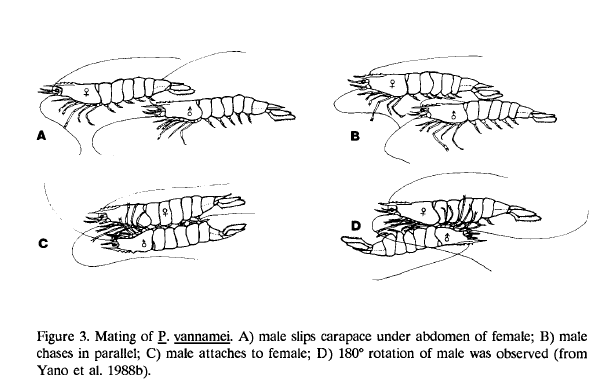 ♀
♂
A
♀
♂
B
♀
♂
C
♀
♂
D
Figure 3. Mating of P. vannamei. A) male slips carapace under abdomen of female; B) male
chases in parallel; C) male attaches to female; D) 180° rotation of male was observed (from
Yano et al. 1988b).